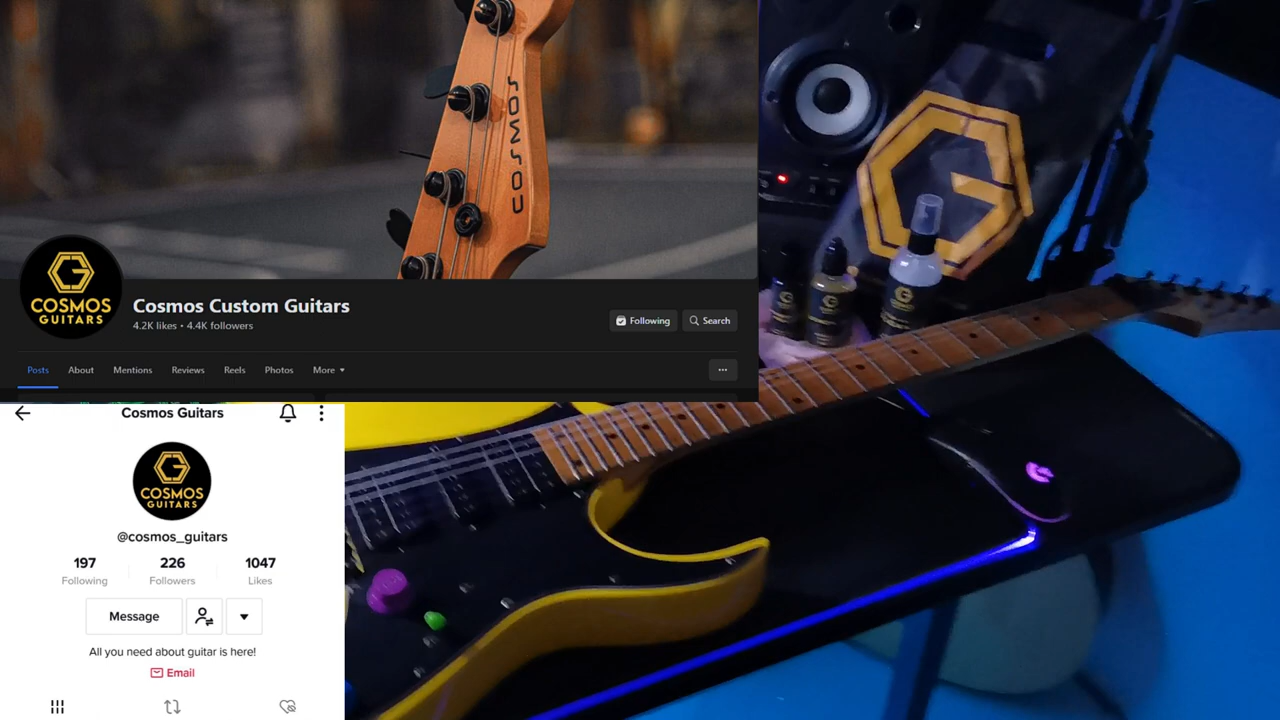 COSMOS
COSMOS
GUITARS
Cosmos Custom Guitars
4.2K likes • 4.4K followers
Following
Search
Posts
About
Mentions
Reviews
Reels
Photos
More
Cosmos Guitars
COSMOS
GUITARS
@cosmos_guitars
197
226
1047
Following
Followers
Likes
Message
All you need about guitar is here!
Email